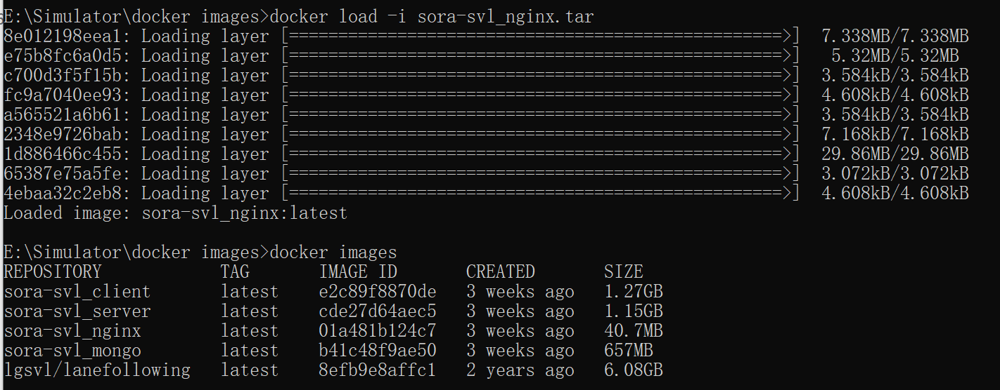 E:\Simulator\docker images>docker load -i sora-svl_nginx.tar
8e012198eea1: Loading layer [==================================================>]  7.338MB/7.338MB
e75b8fc6a0d5: Loading layer [==================================================>]   5.32MB/5.32MB
c700d3f5f15b: Loading layer [==================================================>]  3.584kB/3.584kB
fc9a7040ee93: Loading layer [==================================================>]  4.608kB/4.608kB
a565521a6b61: Loading layer [==================================================>]  3.584kB/3.584kB
2348e9726bab: Loading layer [==================================================>]  7.168kB/7.168kB
1d886466c455: Loading layer [==================================================>]  29.86MB/29.86MB
65387e75a5fe: Loading layer [==================================================>]  3.072kB/3.072kB
4ebaa32c2eb8: Loading layer [==================================================>]  4.608kB/4.608kB
Loaded image: sora-svl_nginx:latest
E:\Simulator\docker images>docker images
REPOSITORY            TAG       IMAGE ID       CREATED       SIZE
sora-svl_client       latest    e2c89f8870de   3 weeks ago   1.27GB
sora-svl_server       latest    cde27d64aec5   3 weeks ago   1.15GB
sora-svl_nginx        latest    01a481b124c7   3 weeks ago   40.7MB
sora-svl_mongo        latest    b41c48f9ae50   3 weeks ago   657MB
lgsvl/lanefollowing   latest    8efb9e8affc1   2 years ago   6.08GB